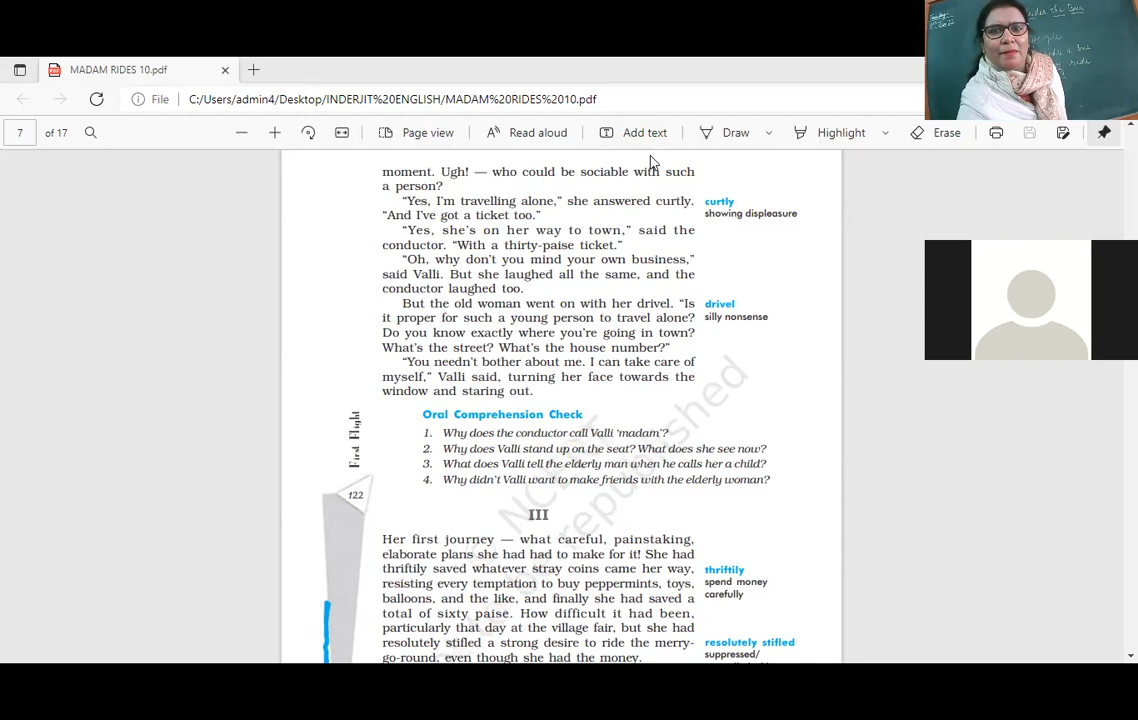 MADAM RIDES 10.pdf
File C:/Users/admin4/Desktop/INDERJIT%20ENGLISH/MADAM%20RIDES%2010.pdf
7 of 17 Page view Read aloud Add text Draw Highlight Erase
moment. Ugh! — who could be sociable with such
a person?
“Yes, I'm travelling alone,” she answered curtly.
“And I've got a ticket too.”
curtly
showing displeasure
“Yes, she's on her way to town,” said the
conductor. “With a thirty-paise ticket.”
“Oh, why don't you mind your own business,”
said Valli. But she laughed all the same, and the
conductor laughed too.
But the old woman went on with her drivel. “Is
it proper for such a young person to travel alone?
Do you know exactly where you're going in town?
What's the street? What's the house number?”
drivel
silly nonsense
“You needn't bother about me. I can take care of
myself,” Valli said, turning her face towards the
window and staring out.
Oral Comprehension Check
1. Why does the conductor call Valli ‘madam’?
2. Why does Valli stand up on the seat? What does she see now?
3. What does Valli tell the elderly man when he calls her a child?
4. Why didn't Valli want to make friends with the elderly woman?
First Flight
122
III
Her first journey — what careful, painstaking,
elaborate plans she had had to make for it! She had
thriftily saved whatever stray coins came her way,
resisting every temptation to buy peppermints, toys,
balloons, and the like, and finally she had saved a
total of sixty paise. How difficult it had been,
particularly that day at the village fair, but she had
resolutely stifled a strong desire to ride the merry-
go-round, even though she had the money.
thriftily
spend money
carefully
resolutely stifled
suppressed/
NCERT
republished
the Bus
a bus
ride